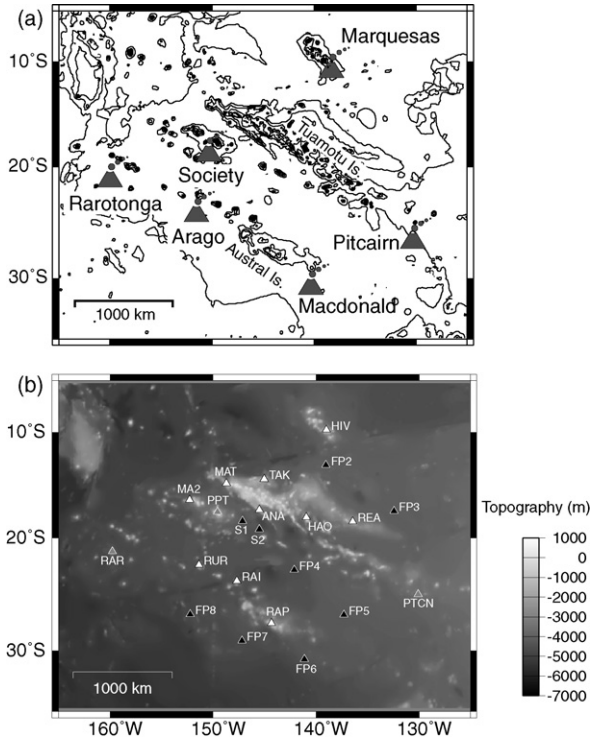 (a)
10°S
20°S
30°S
Marquesas
Tuamotu Is.
Society
Rarotonga
Arago
Austral Is.
Pitcairn
Macdonald
1000 km
(b)
10°S
20°S
30°S
HIV
FP2
MAT
TAK
MA2
PPT
ANA
HAO
REA
FP3
S1
S2
RAR
RUR
RAI
FP4
PTCN
FP8
RAP
FP5
FP7
FP6
1000 km
160°W
150°W
140°W
130°W
Topography (m)
1000
0
-1000
-2000
-3000
-4000
-5000
-6000
-7000